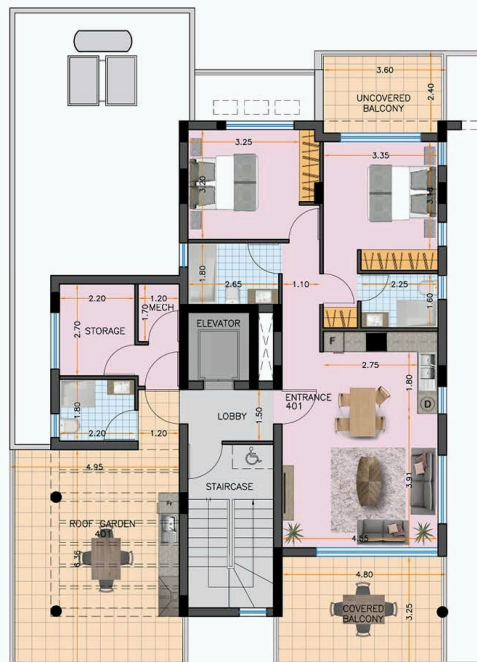 3.60
2.40
UNCOVERED
BALCONY
3.25
3.20
3.35
1.80
2.65
1.10
2.25
1.60
2.20
1.20
MECH
1.70
2.70
STORAGE
ELEVATOR
F
2.75
1.80
ENTRANCE
401
D
LOBBY
1.50
1.80
2.20
1.20
STAIRCASE
3.91
4.95
ROOF GARDEN
401
6.36
4.55
4.80
COVERED
BALCONY
3.25